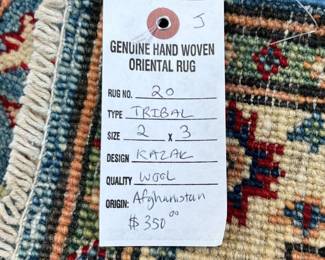 J
GENUINE HAND WOVEN
ORIENTAL RUG
RUG NO. 20
TYPE TRIBAL
SIZE 2 x 3
DESIGN KAZAK
QUALITY WOOL
ORIGIN: Afghanistan
$350.00